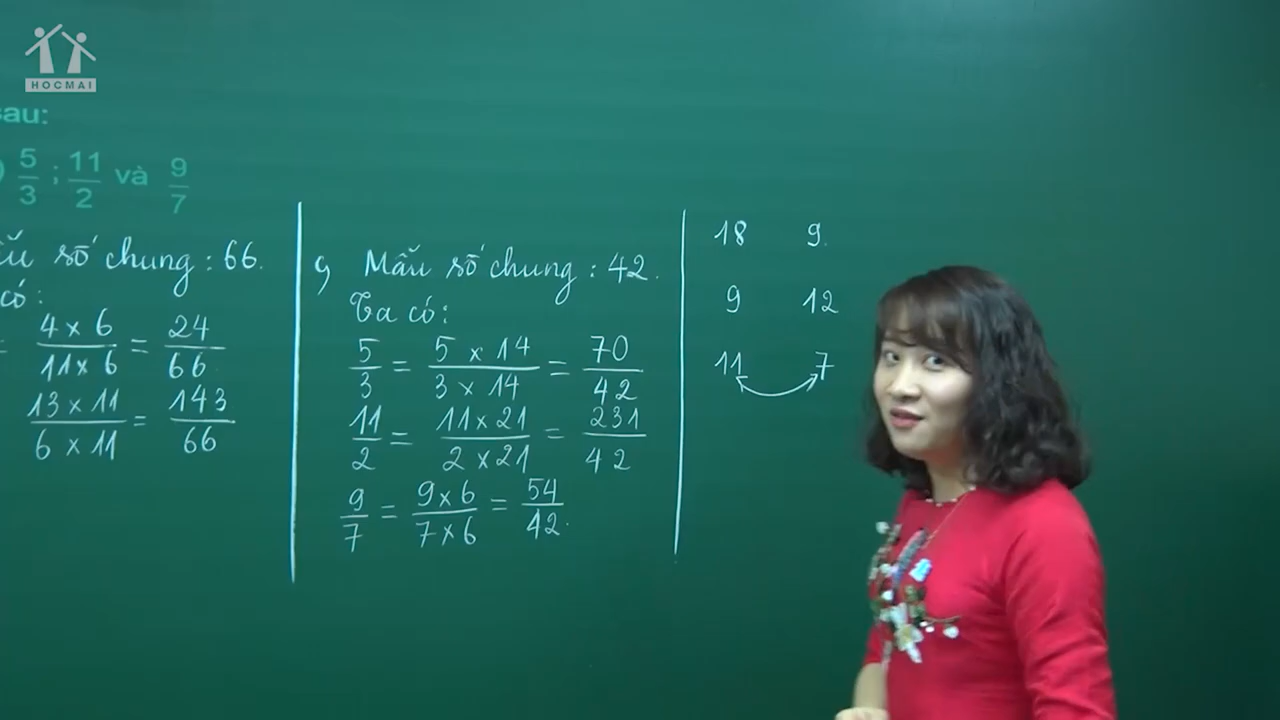 HOCMAI
sau:
) 5/3 ; 11/2 và 9/7
số chung : 66.
có :
= 4 x 6 / 11 x 6 = 24 / 66
13 x 11 / 6 x 11 = 143 / 66
c, Mẫu số chung : 42.
Ta có :
5/3 = 5 x 14 / 3 x 14 = 70 / 42
11/2 = 11 x 21 / 2 x 21 = 231 / 42
9/7 = 9 x 6 / 7 x 6 = 54 / 42.
18 9.
9 12
11 7